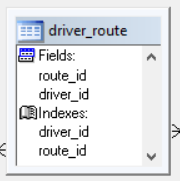 driver_route
Fields:
route_id
driver_id
Indexes:
driver_id
route_id